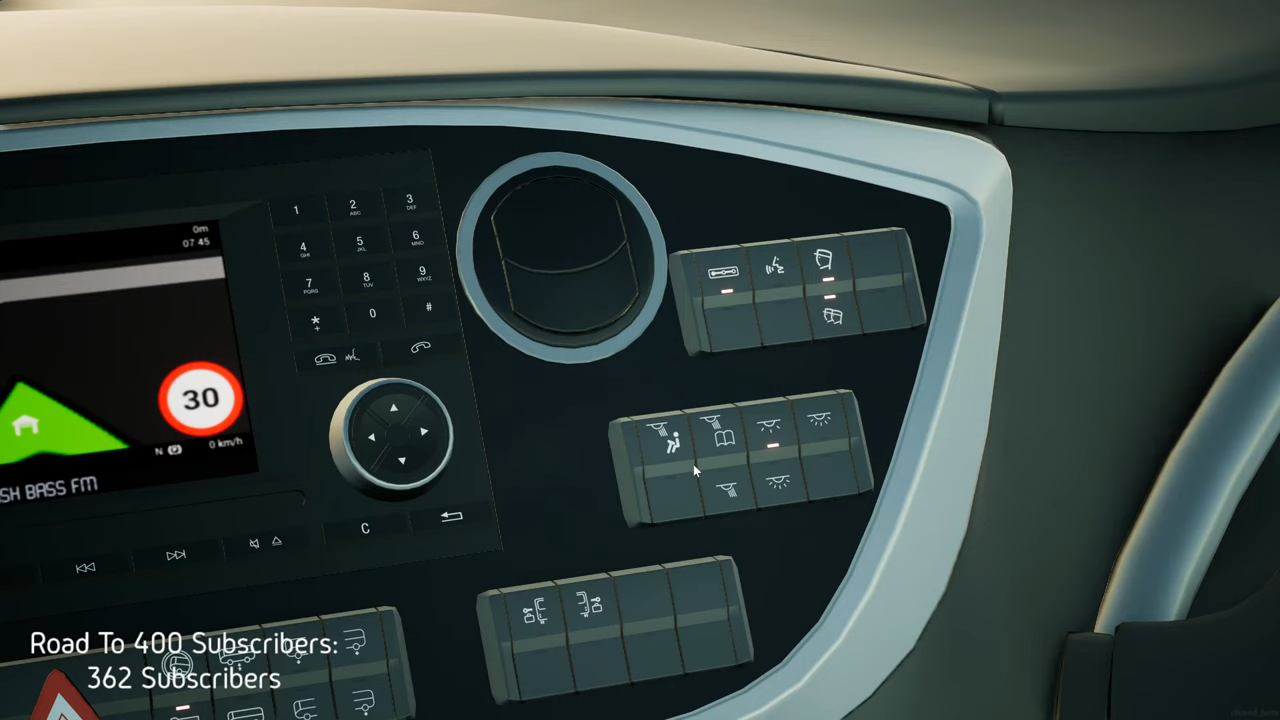 0m
07 45
1 2 ABC 3 DEF
4 GHI 5 JKL 6 MNO
7 PQRS 8 TUV 9 WXYZ
* + 0 #
30
N P 0 km/h
SH BASS FM
C
Road To 400 Subscribers:
362 Subscribers